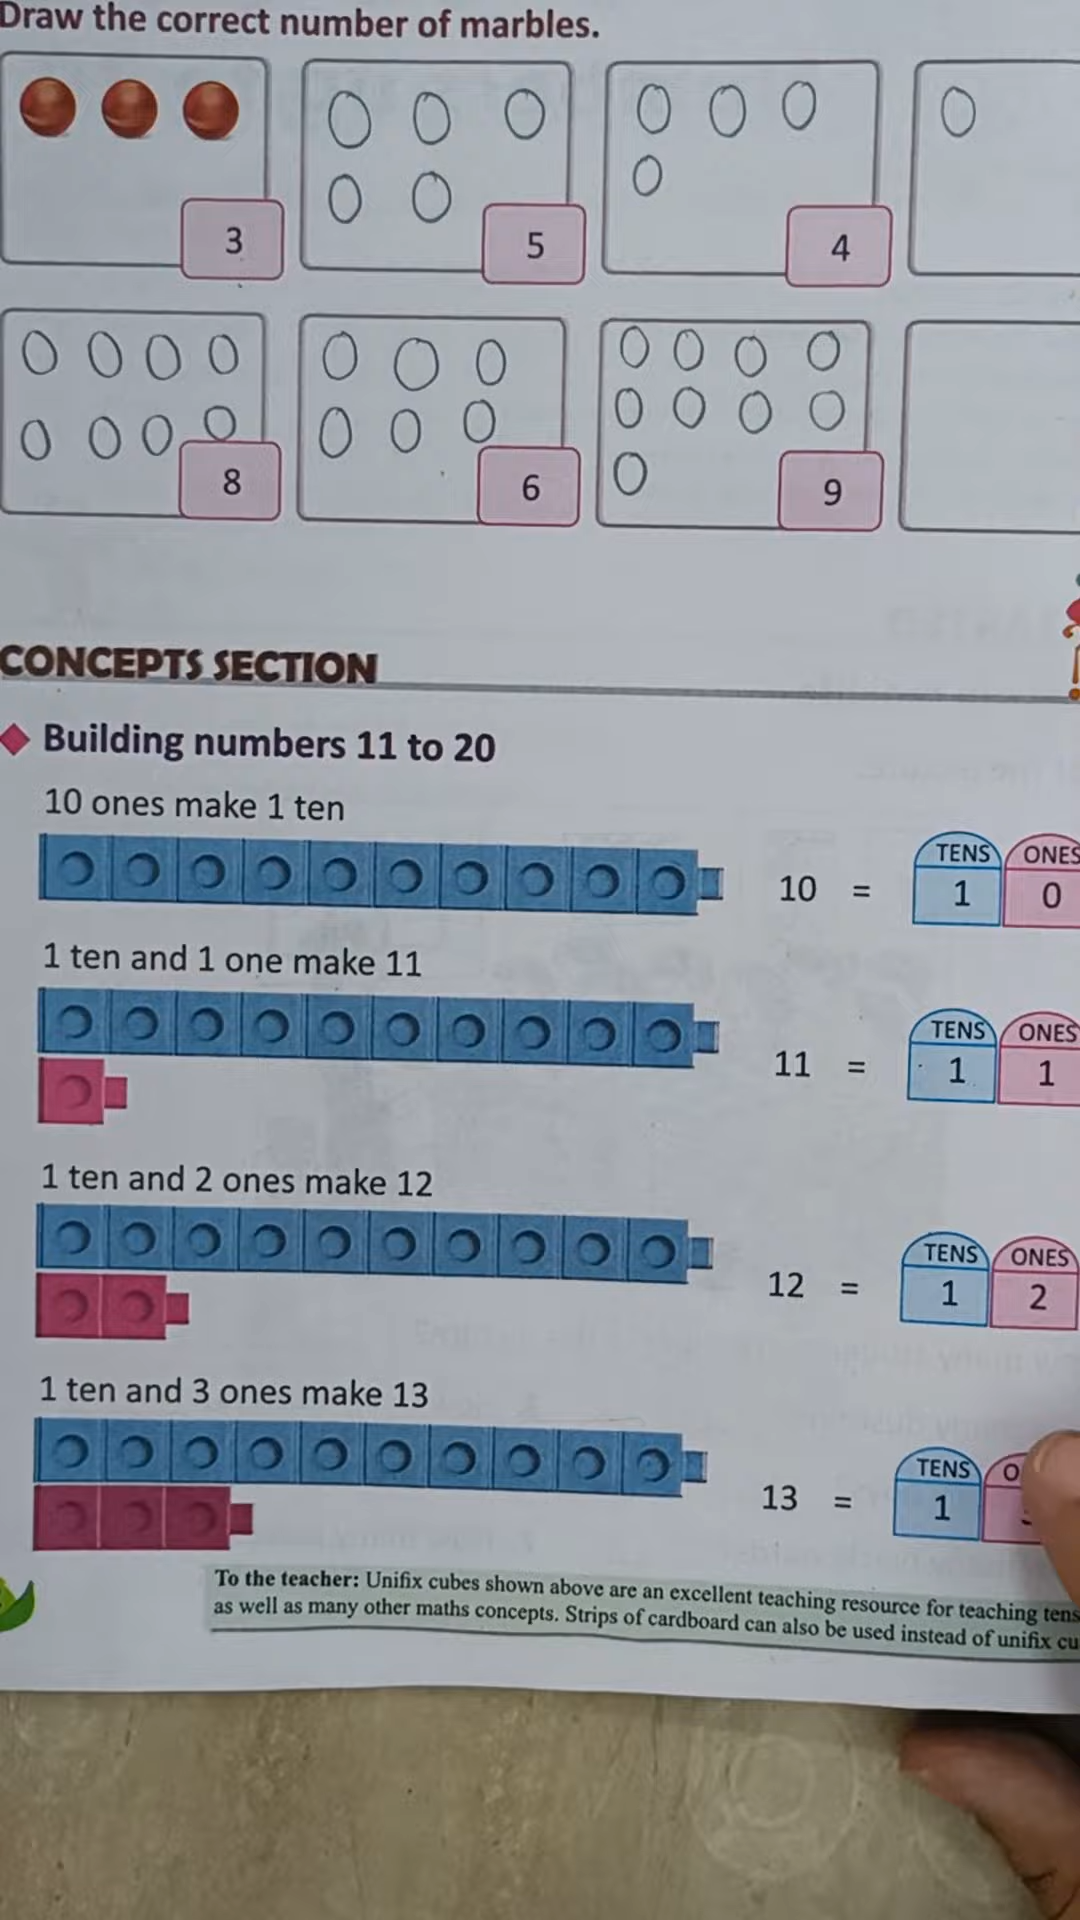 Draw the correct number of marbles.
3
5
4
8
6
9
CONCEPTS SECTION
Building numbers 11 to 20
10 ones make 1 ten
10 =
TENS ONES
1 0
1 ten and 1 one make 11
11 =
TENS ONES
1 1
1 ten and 2 ones make 12
12 =
TENS ONES
1 2
1 ten and 3 ones make 13
13 =
TENS
1
To the teacher: Unifix cubes shown above are an excellent teaching resource for teaching tens
as well as many other maths concepts. Strips of cardboard can also be used instead of unifix